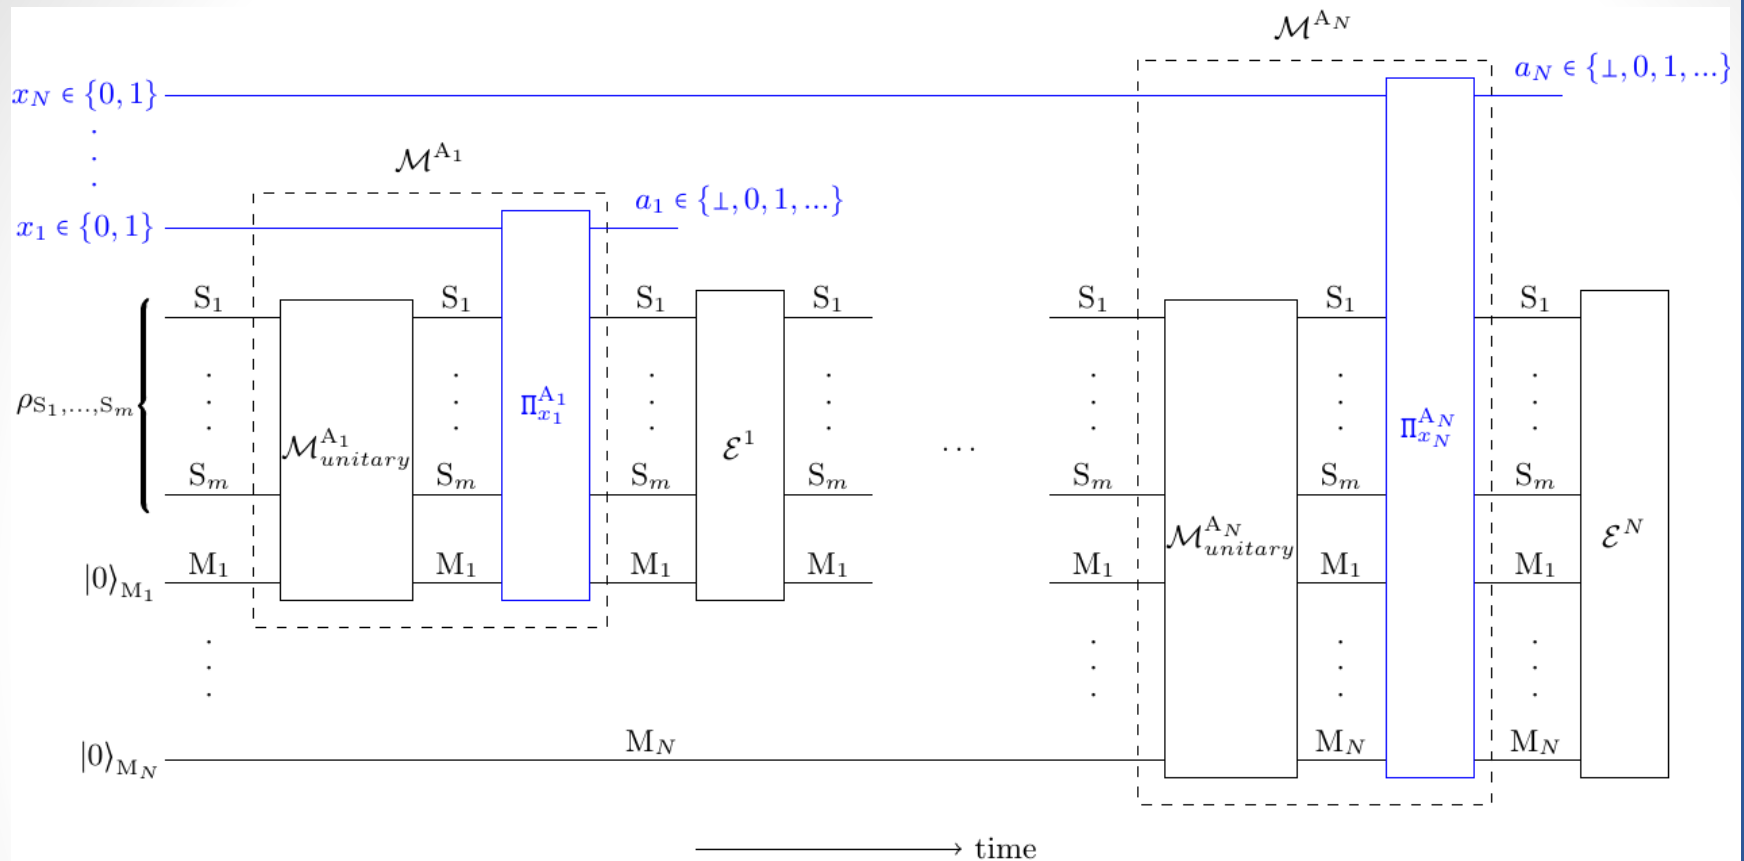 𝓜^{A_N}
x_N ∈ {0, 1}
a_N ∈ {⊥, 0, 1, ...}
𝓜^{A_1}
x_1 ∈ {0, 1}
a_1 ∈ {⊥, 0, 1, ...}
S_1 S_1 S_1 S_1 S_1 S_1 S_1
ρ_{S_1,...,S_m}
Π^{A_1}_{x_1}
Π^{A_N}_{x_N}
𝓜^{A_1}_{unitary}
ℰ^1
...
S_m S_m S_m S_m S_m S_m S_m
𝓜^{A_N}_{unitary}
ℰ^N
|0⟩_{M_1} M_1 M_1 M_1 M_1 M_1 M_1 M_1
|0⟩_{M_N} M_N M_N M_N
time